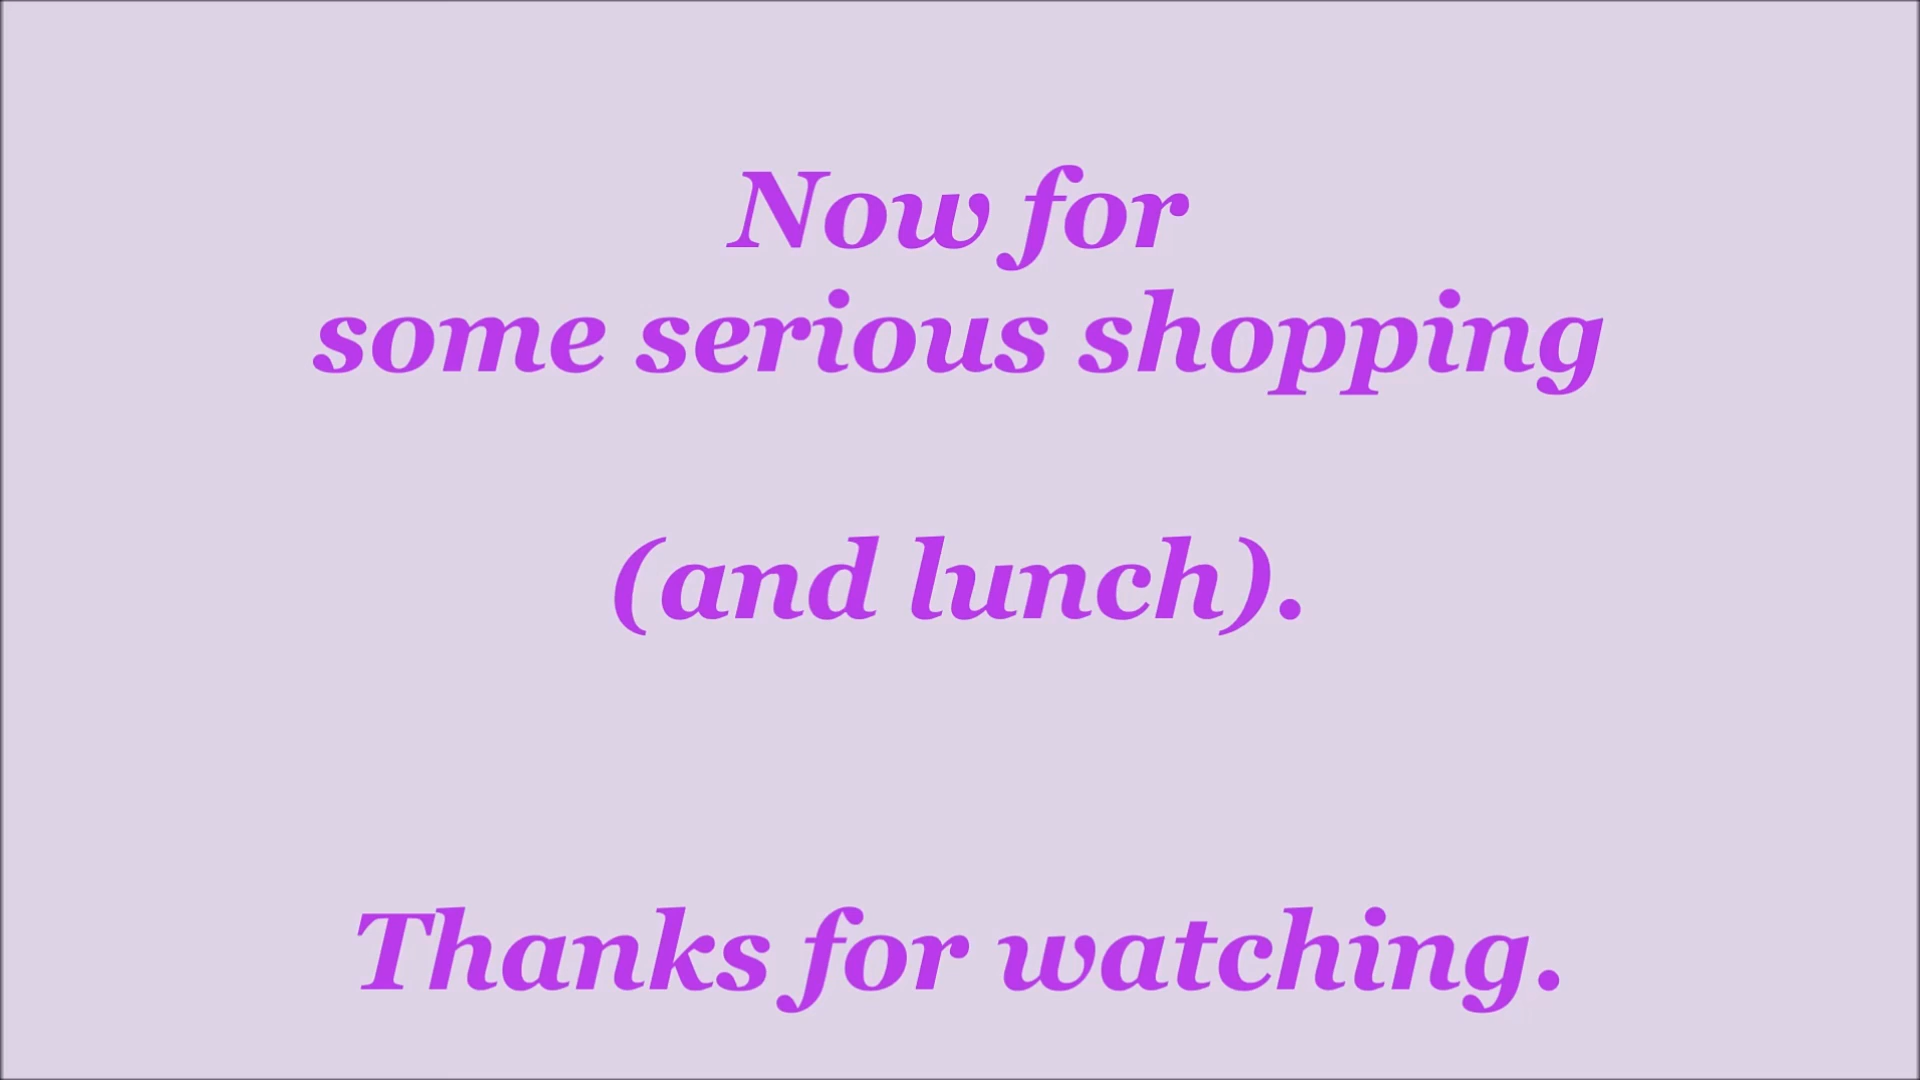 Now for
some serious shopping
(and lunch).
Thanks for watching.